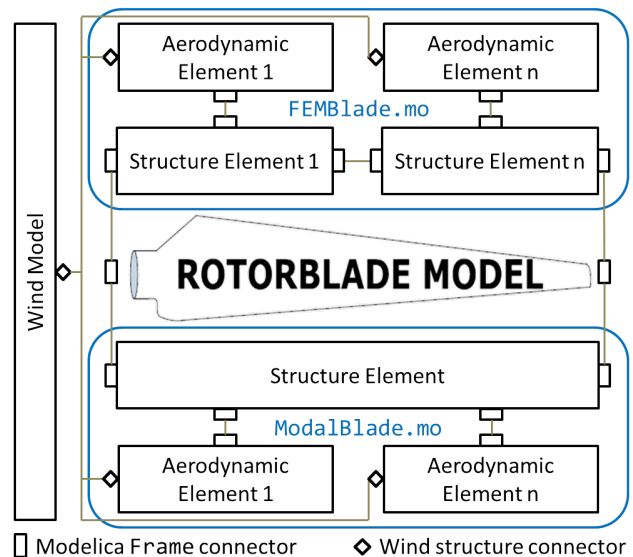 Wind Model
Aerodynamic
Element 1
Aerodynamic
Element n
FEMBlade.mo
Structure Element 1
Structure Element n
ROTORBLADE MODEL
Structure Element
ModalBlade.mo
Aerodynamic
Element 1
Aerodynamic
Element n
Modelica Frame connector
Wind structure connector